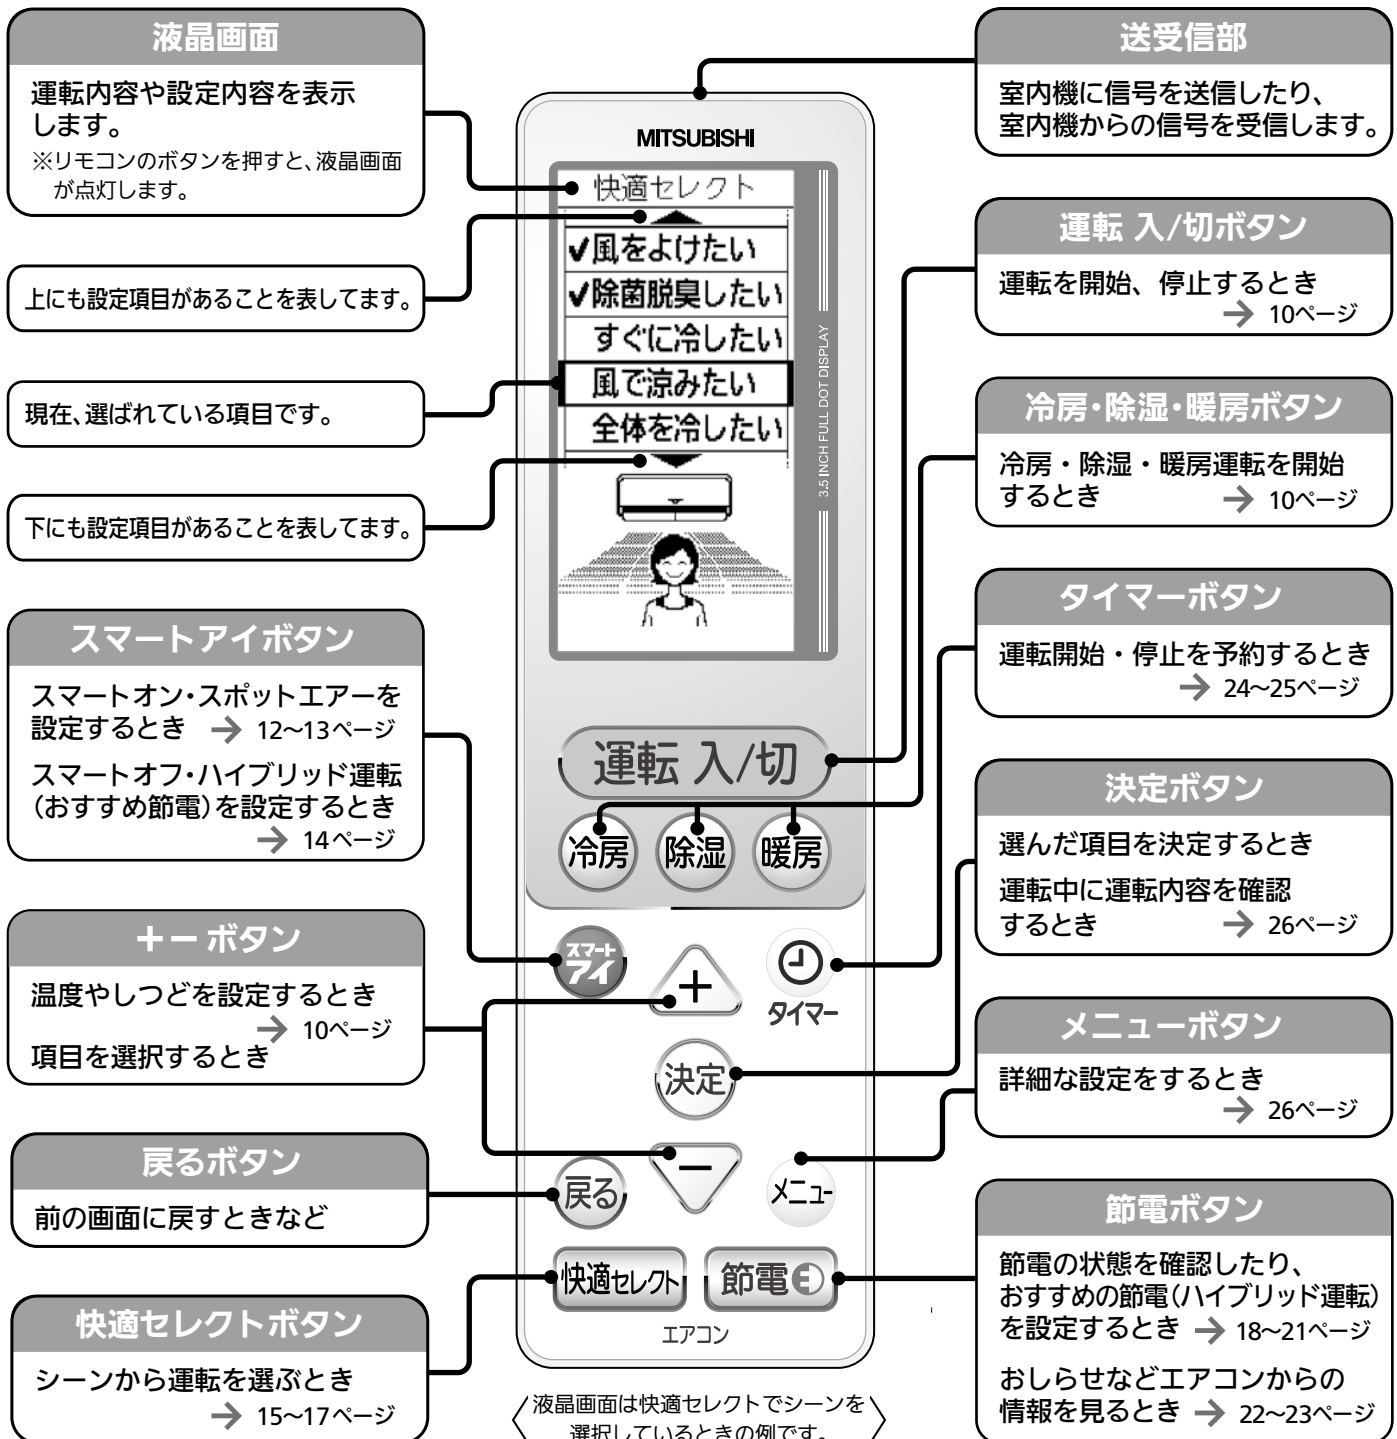 液晶画面
運転内容や設定内容を表示
します。
※リモコンのボタンを押すと、液晶画面
が点灯します。
上にも設定項目があることを表してます。
現在、選ばれている項目です。
下にも設定項目があることを表してます。
スマートアイボタン
スマートオン・スポットエアーを
設定するとき → 12〜13ページ
スマートオフ・ハイブリッド運転
(おすすめ節電)を設定するとき
→ 14ページ
＋－ボタン
温度やしつどを設定するとき
→ 10ページ
項目を選択するとき
戻るボタン
前の画面に戻すときなど
快適セレクトボタン
シーンから運転を選ぶとき
→ 15〜17ページ
MITSUBISHI
快適セレクト
✔風をよけたい
✔除菌脱臭したい
すぐに冷したい
風で涼みたい
全体を冷したい
3.5 INCH FULL DOT DISPLAY
運転 入/切
冷房 除湿 暖房
スマート
アイ
＋
タイマー
決定
戻る
－
メニュー
快適セレクト 節電
エアコン
液晶画面は快適セレクトでシーンを
選択しているときの例です。
送受信部
室内機に信号を送信したり、
室内機からの信号を受信します。
運転 入/切ボタン
運転を開始、停止するとき
→ 10ページ
冷房・除湿・暖房ボタン
冷房・除湿・暖房運転を開始
するとき → 10ページ
タイマーボタン
運転開始・停止を予約するとき
→ 24〜25ページ
決定ボタン
選んだ項目を決定するとき
運転中に運転内容を確認
するとき → 26ページ
メニューボタン
詳細な設定をするとき
→ 26ページ
節電ボタン
節電の状態を確認したり、
おすすめの節電(ハイブリッド運転)
を設定するとき → 18〜21ページ
おしらせなどエアコンからの
情報を見るとき → 22〜23ページ